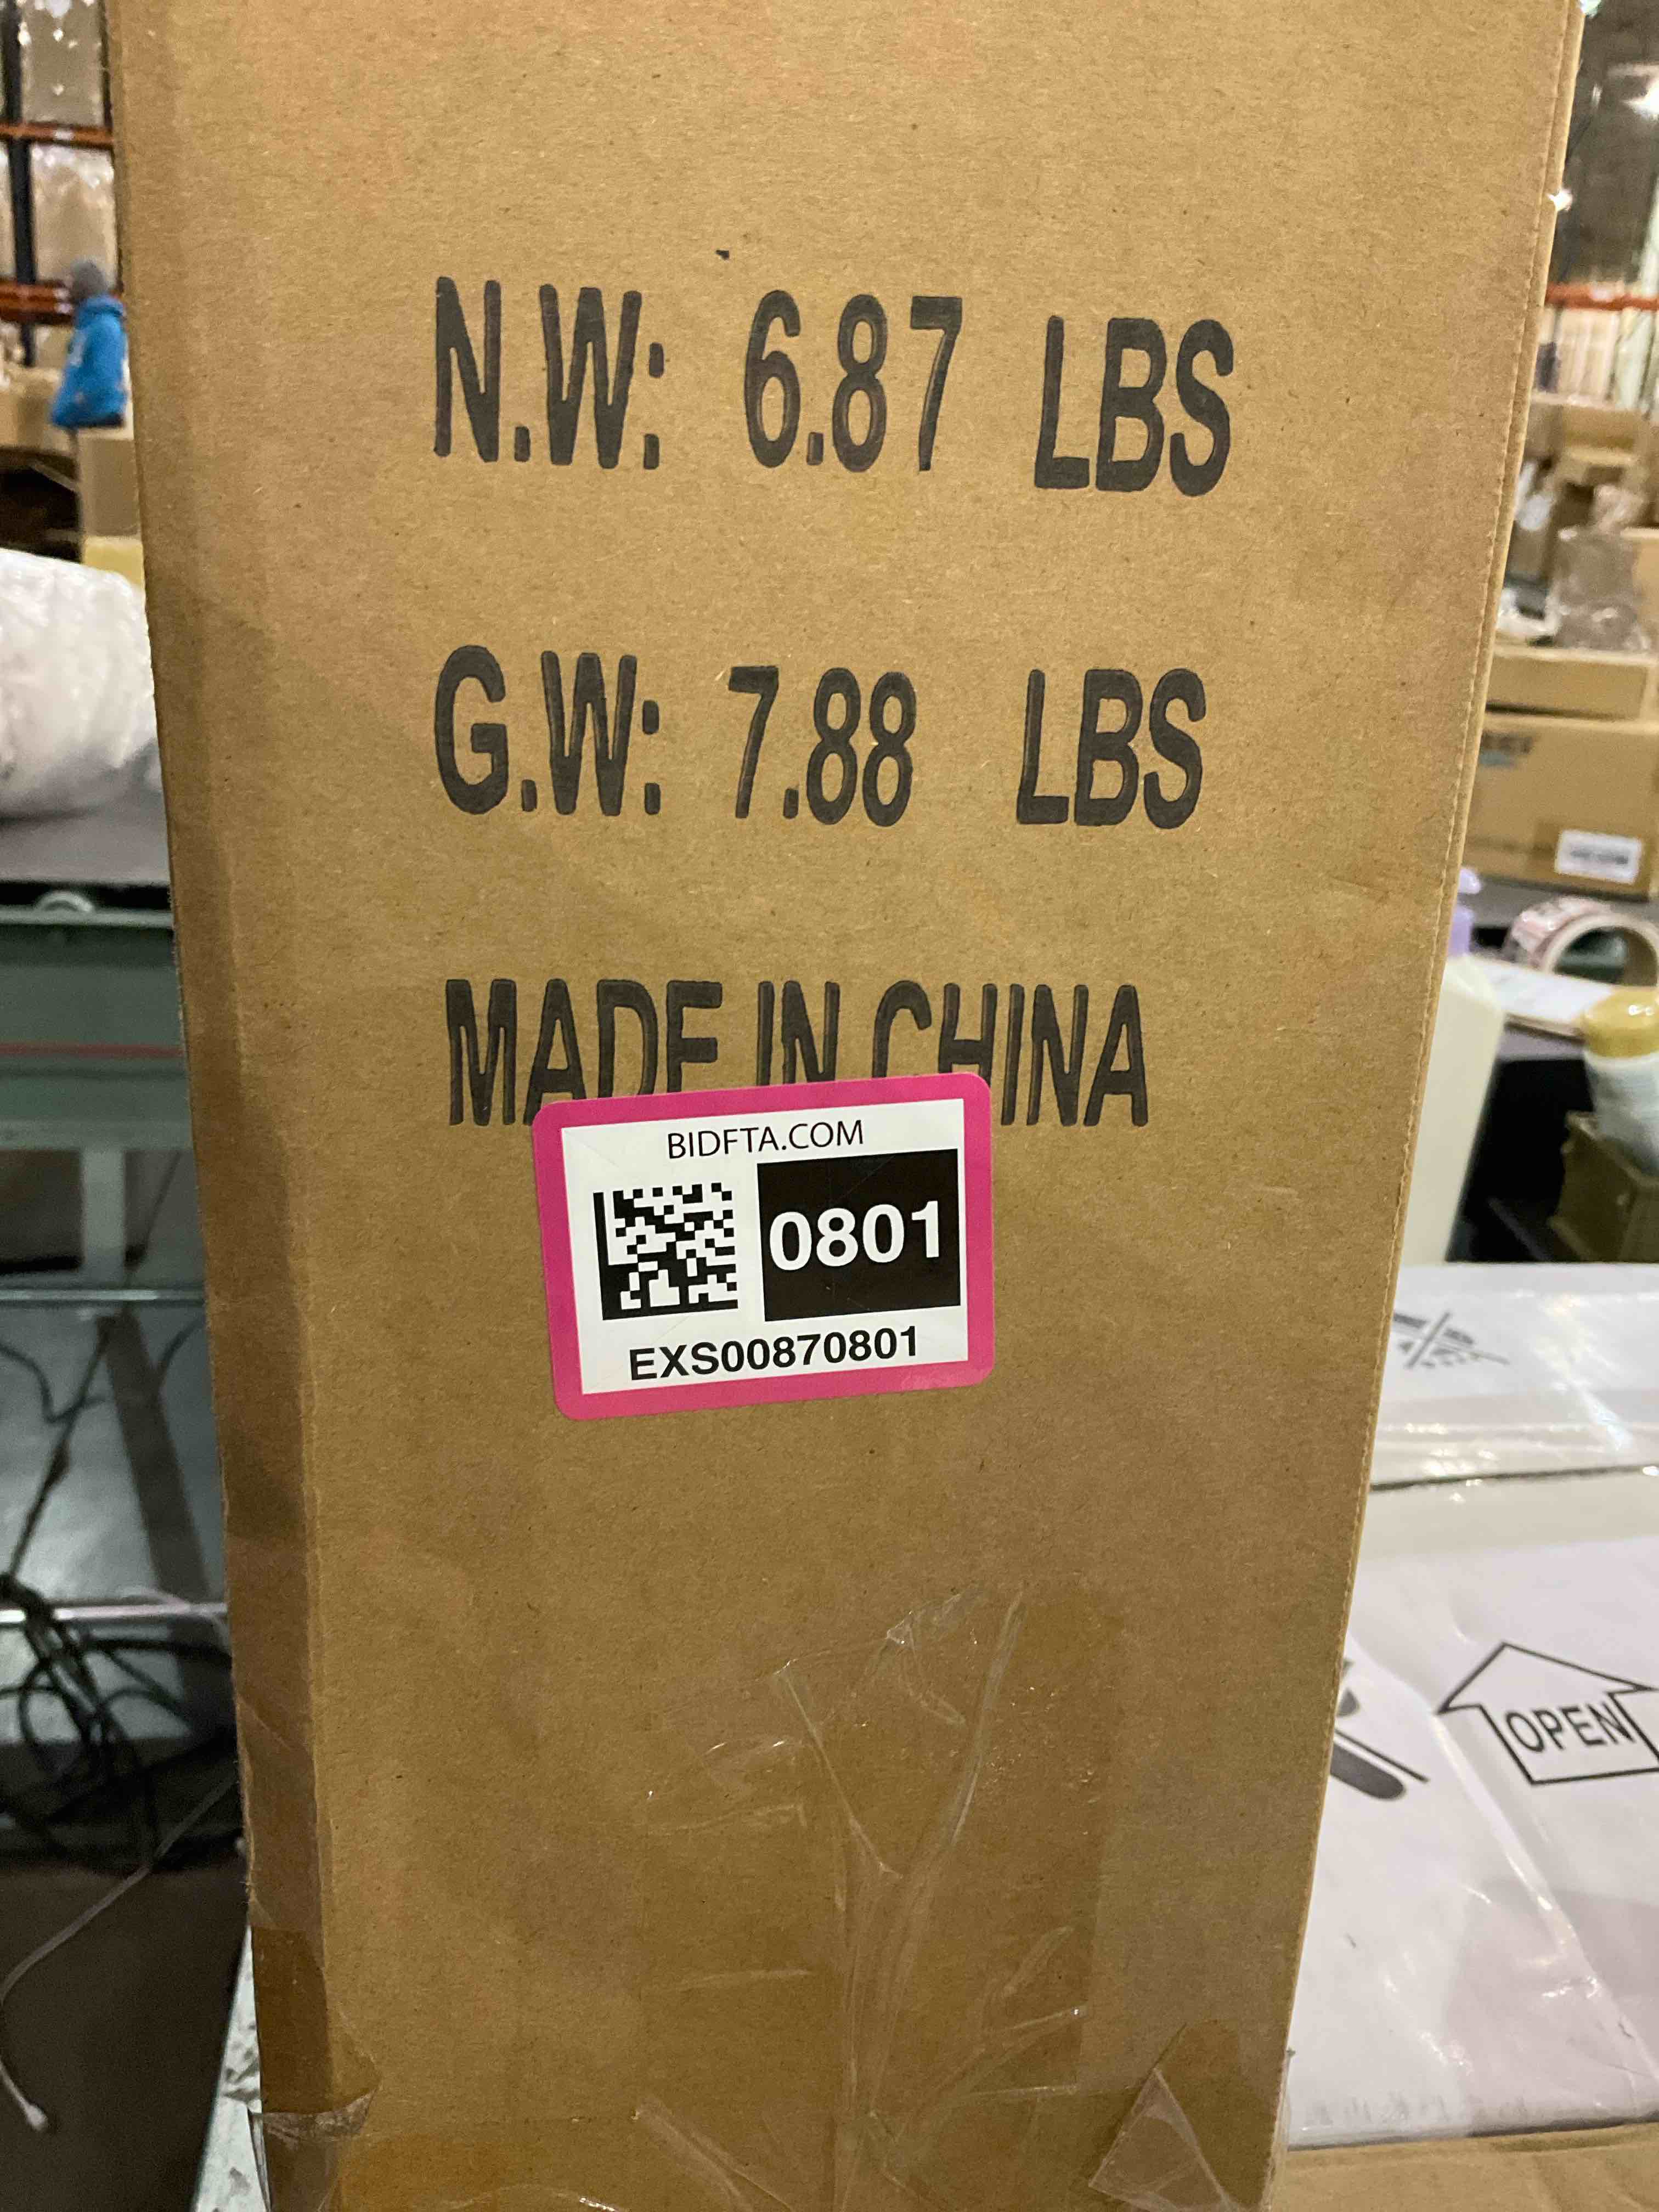 N.W: 6.87 LBS
G.W: 7.88 LBS
MADE IN CHINA
BIDFTA.COM
0801
EXS00870801
OPEN